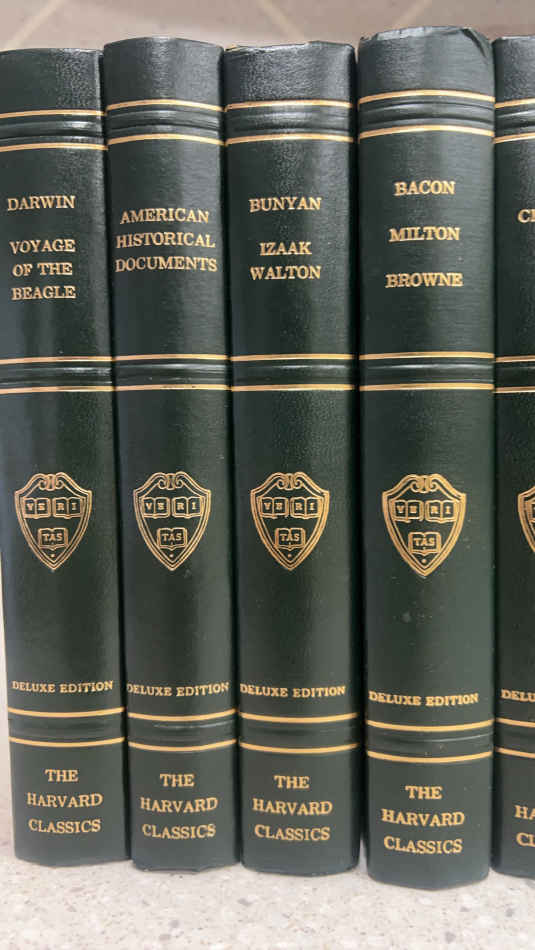 DARWIN
VOYAGE
OF THE
BEAGLE
VE RI
TAS
DELUXE EDITION
THE
HARVARD
CLASSICS
AMERICAN
HISTORICAL
DOCUMENTS
VE RI
TAS
DELUXE EDITION
THE
HARVARD
CLASSICS
BUNYAN
IZAAK
WALTON
VE RI
TAS
DELUXE EDITION
THE
HARVARD
CLASSICS
BACON
MILTON
BROWNE
VE RI
TAS
DELUXE EDITION
THE
HARVARD
CLASSICS